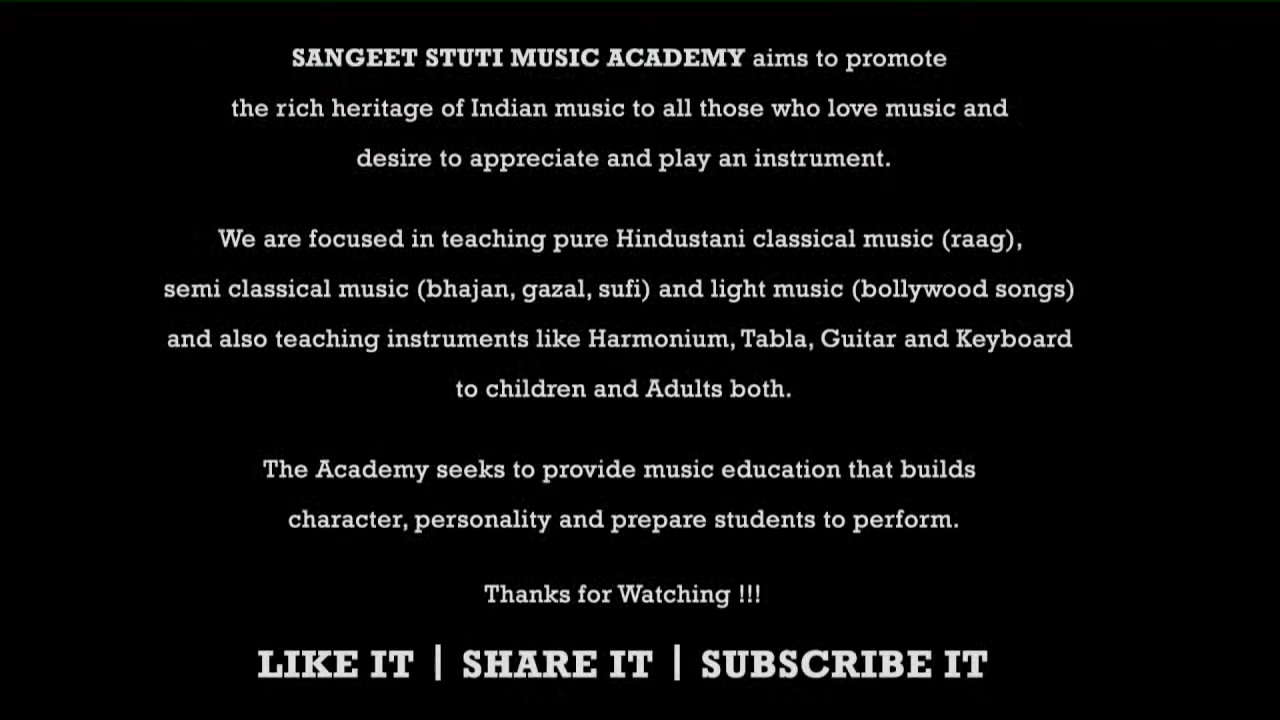 SANGEET STUTI MUSIC ACADEMY aims to promote
the rich heritage of Indian music to all those who love music and
desire to appreciate and play an instrument.
We are focused in teaching pure Hindustani classical music (raag),
semi classical music (bhajan, gazal, sufi) and light music (bollywood songs)
and also teaching instruments like Harmonium, Tabla, Guitar and Keyboard
to children and Adults both.
The Academy seeks to provide music education that builds
character, personality and prepare students to perform.
Thanks for Watching !!!
LIKE IT | SHARE IT | SUBSCRIBE IT